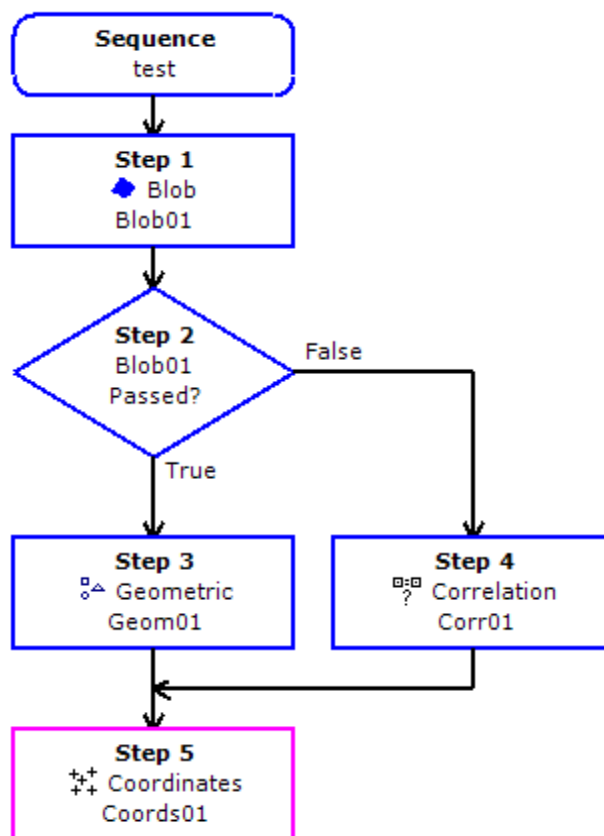 Sequence
test
Step 1
Blob
Blob01
Step 2
Blob01
Passed?
False
True
Step 3
Geometric
Geom01
Step 4
Correlation
Corr01
Step 5
Coordinates
Coords01